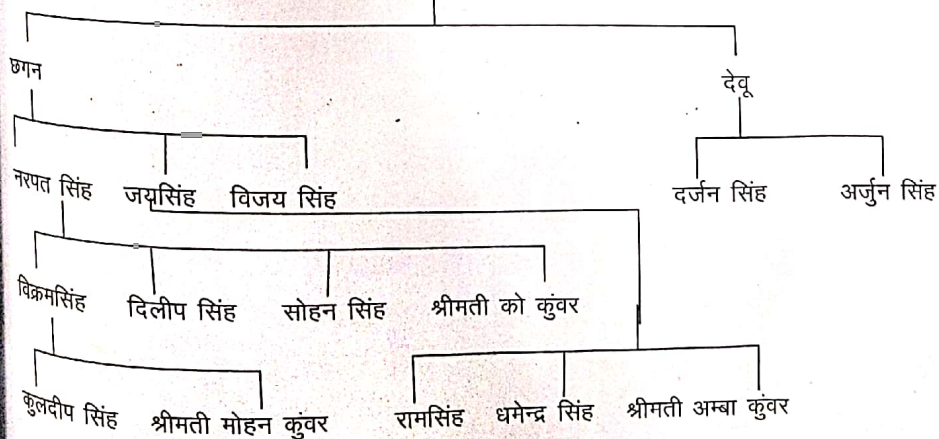 छगन
देवू
नरपत सिंह जयसिंह विजय सिंह दर्जन सिंह अर्जुन सिंह
विक्रमसिंह दिलीप सिंह सोहन सिंह श्रीमती को कुंवर
कुलदीप सिंह श्रीमती मोहन कुंवर रामसिंह धमेन्द्र सिंह श्रीमती अम्बा कुंवर